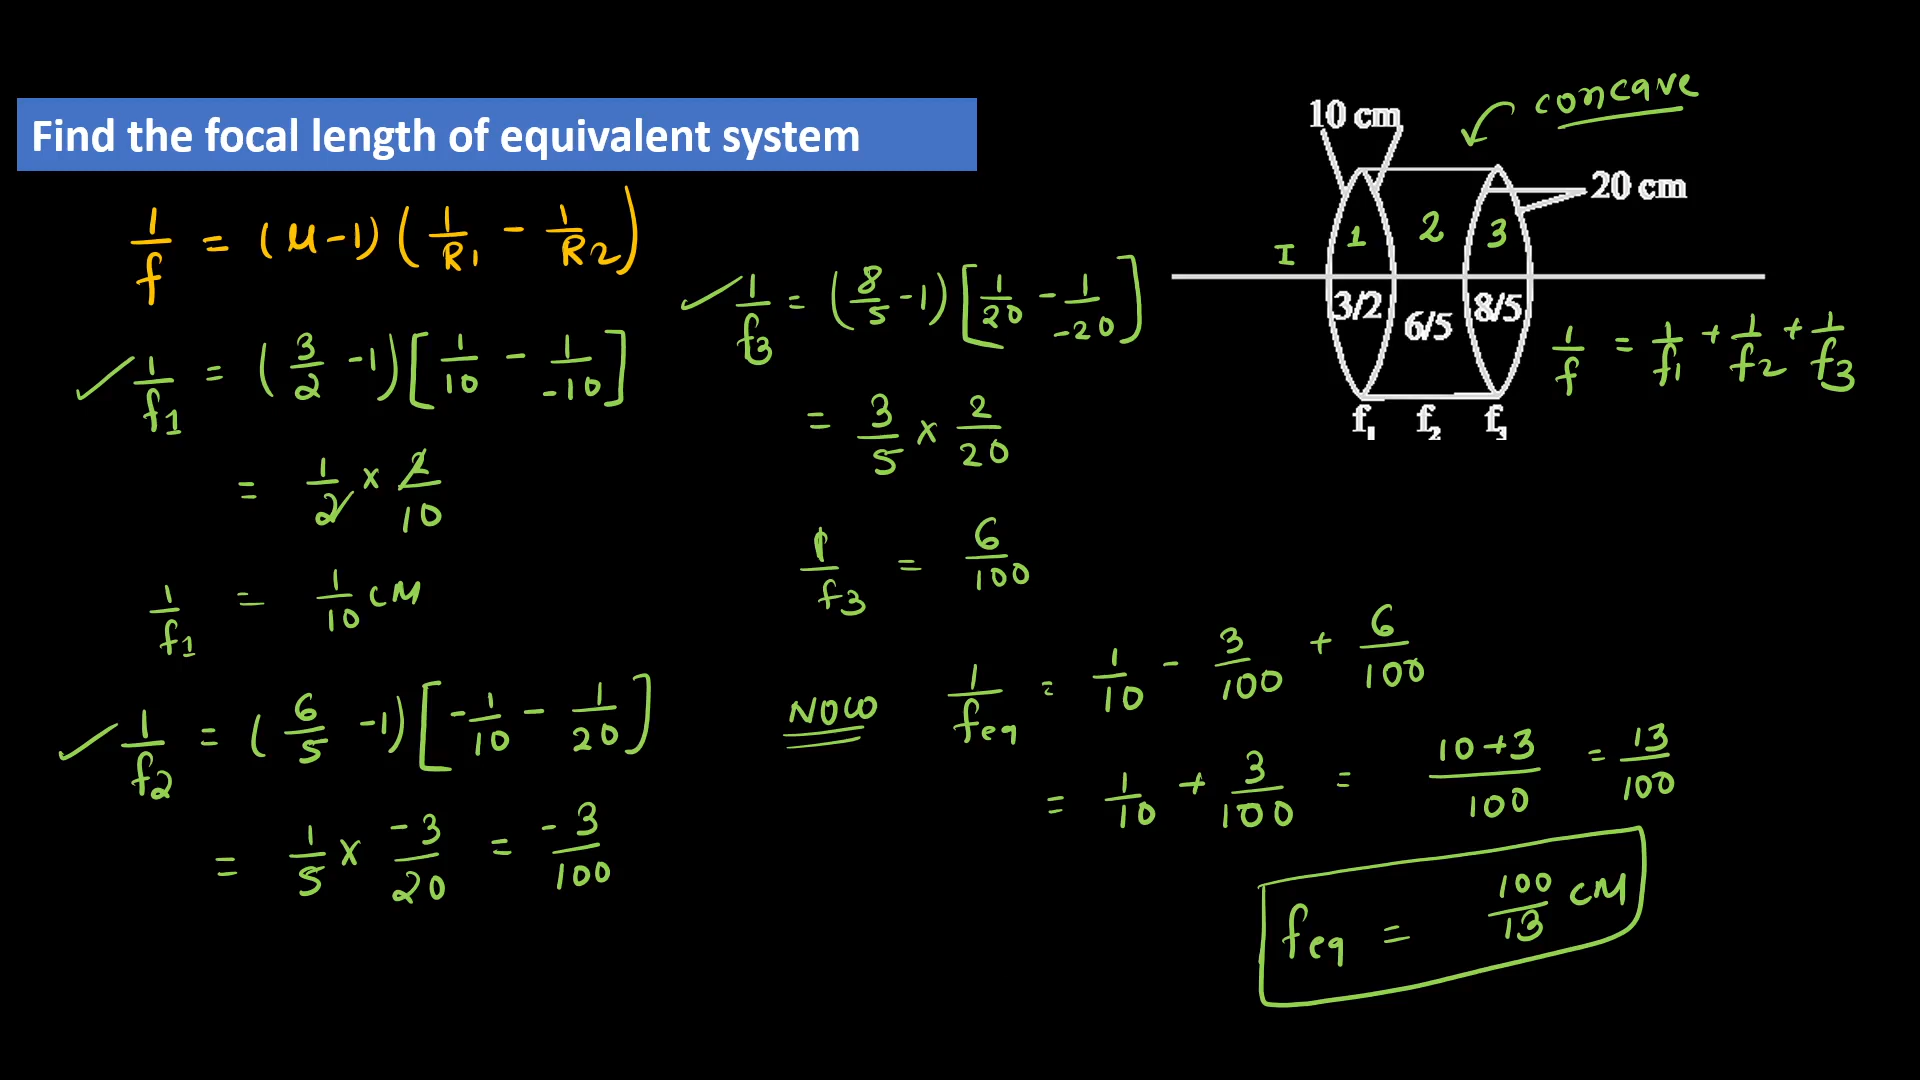 Find the focal length of equivalent system
1/f = (μ-1) (1/R1 - 1/R2)
1/f1 = (3/2 -1) [1/10 - 1/-10]
= 1/2 x 2/10
1/f1 = 1/10 CM
1/f2 = (6/5 -1) [-1/10 - 1/20]
= 1/5 x -3/20 = -3/100
1/f3 = (8/5 -1) [1/20 - 1/-20]
= 3/5 x 2/20
1/f3 = 6/100
NOW 1/feq = 1/10 - 3/100 + 6/100
= 1/10 + 3/100 = 10+3/100 = 13/100
feq = 100/13 CM
concave
10 cm
20 cm
I 1 2 3
3/2 6/5 8/5
f1 f2 f3
1/f = 1/f1 + 1/f2 + 1/f3